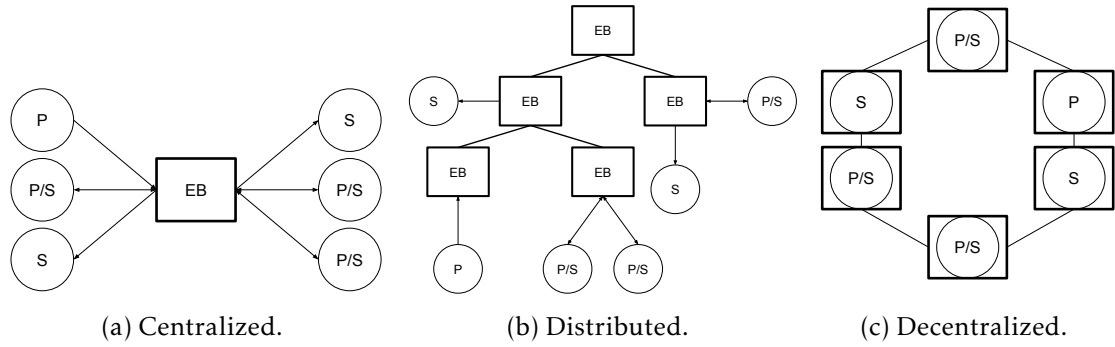 P
P/S
S
EB
S
P/S
P/S
(a) Centralized.
EB
S
EB
EB
P/S
EB
EB
S
P
P/S
P/S
(b) Distributed.
P/S
S
P
P/S
S
P/S
(c) Decentralized.